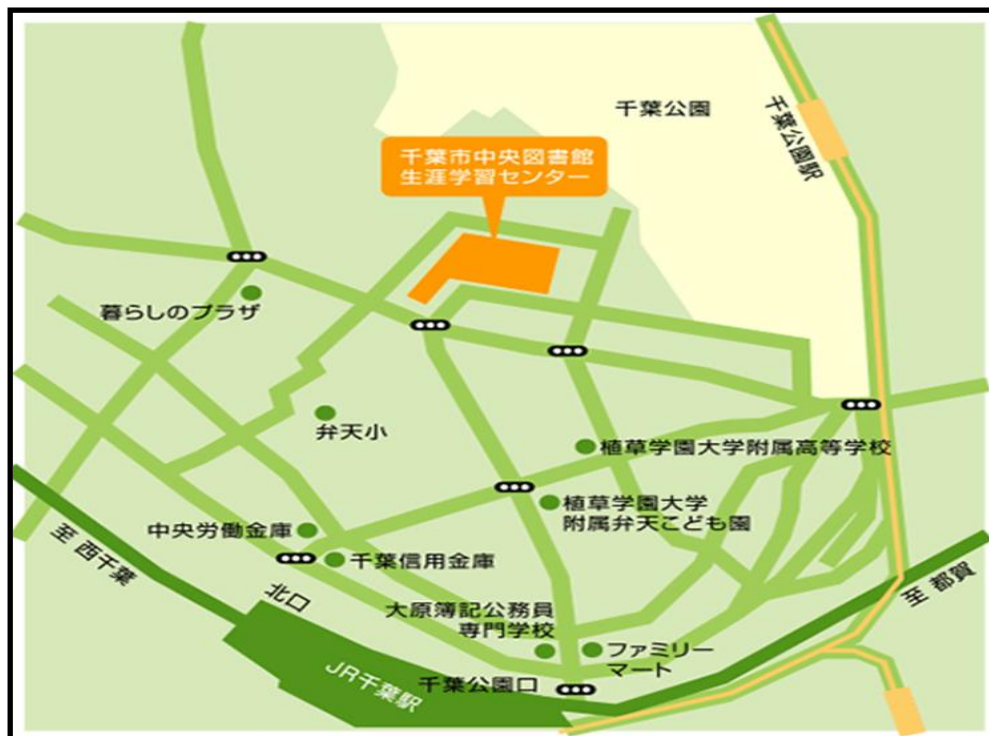 千葉公園
千葉公園駅
千葉市中央図書館
生涯学習センター
暮らしのプラザ
弁天小
植草学園大学附属高等学校
植草学園大学
附属弁天こども園
中央労働金庫
千葉信用金庫
至 西千葉
北口
大原簿記公務員
専門学校
ファミリー
マート
至 都賀
JR千葉駅
千葉公園口